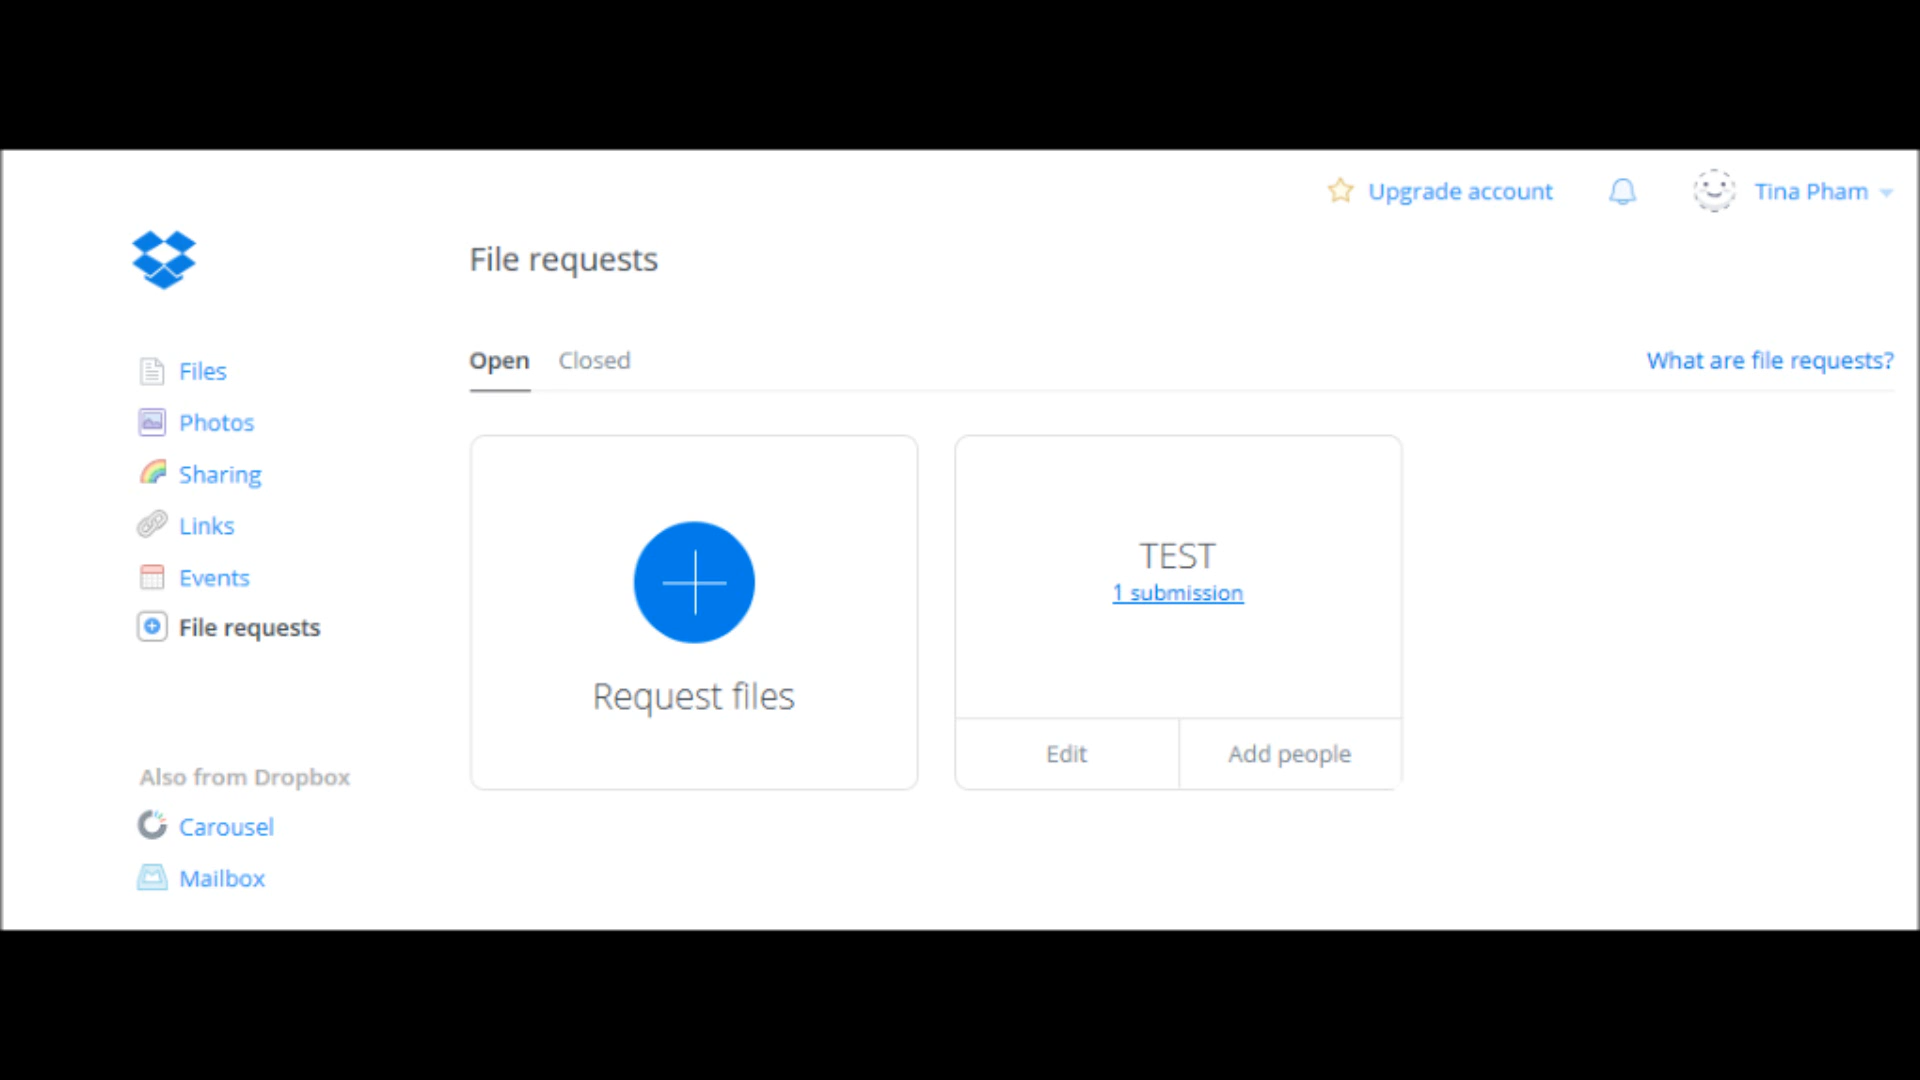 Upgrade account
Tina Pham
File requests
Open Closed
What are file requests?
Files
Photos
Sharing
Links
Events
File requests
Request files
TEST
1 submission
Edit
Add people
Also from Dropbox
Carousel
Mailbox